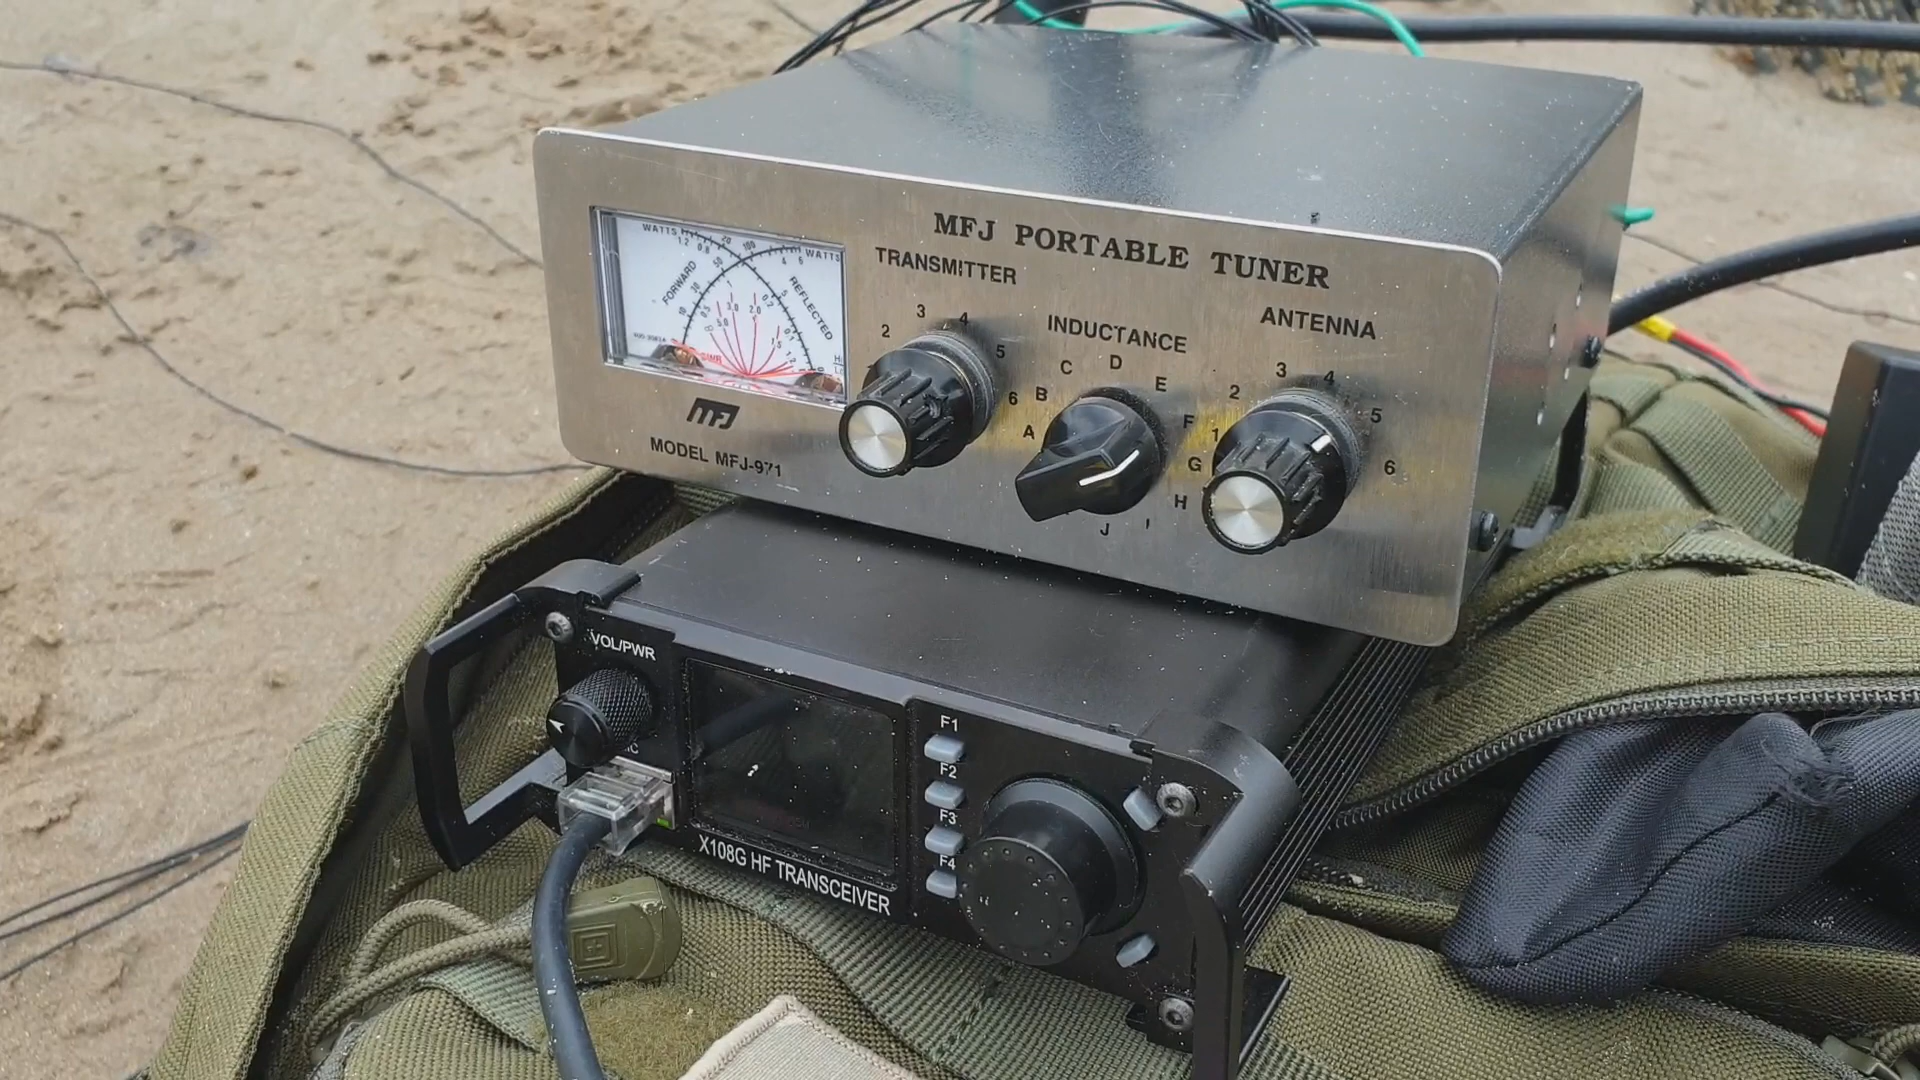 MFJ PORTABLE TUNER
TRANSMITTER
2 3 4 5 6
INDUCTANCE
A B C D E F G H I J
ANTENNA
1 2 3 4 5 6
WATTS
WATTS
FORWARD
REFLECTED
SWR
MFJ
MODEL MFJ-971
VOL/PWR
F1
F2
F3
F4
X108G HF TRANSCEIVER